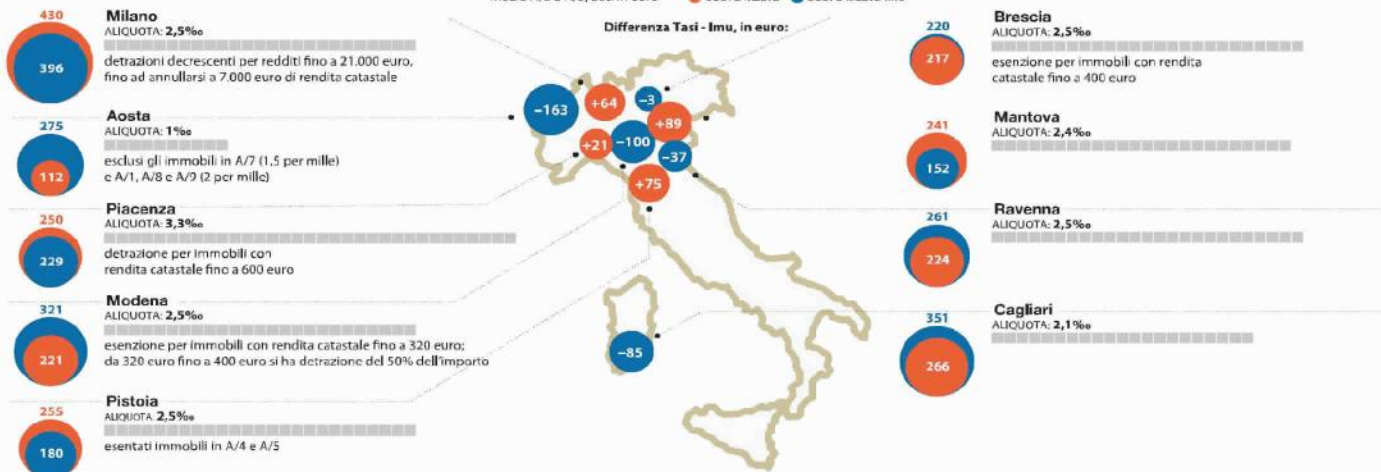 Differenza Tasi - Imu, in euro:
430
396
Milano
ALIQUOTA: 2,5‰
detrazioni decrescenti per redditi fino a 21.000 euro,
fino ad annullarsi a 7.000 euro di rendita catastale
275
112
Aosta
ALIQUOTA: 1‰
esclusi gli immobili in A/7 (1,5 per mille)
e A/1, A/8 e A/9 (2 per mille)
250
229
Piacenza
ALIQUOTA: 3,3‰
detrazione per immobili con
rendita catastale fino a 600 euro
321
221
Modena
ALIQUOTA: 2,5‰
esenzione per immobili con rendita catastale fino a 320 euro;
da 320 euro fino a 400 euro si ha detrazione del 50% dell'importo
255
180
Pistoia
ALIQUOTA: 2,5‰
esentati immobili in A/4 e A/5
−163
+64
−3
+89
+21
−100
−37
+75
−85
220
217
Brescia
ALIQUOTA: 2,5‰
esenzione per immobili con rendita
catastale fino a 400 euro
241
152
Mantova
ALIQUOTA: 2,4‰
261
224
Ravenna
ALIQUOTA: 2,5‰
351
266
Cagliari
ALIQUOTA: 2,1‰